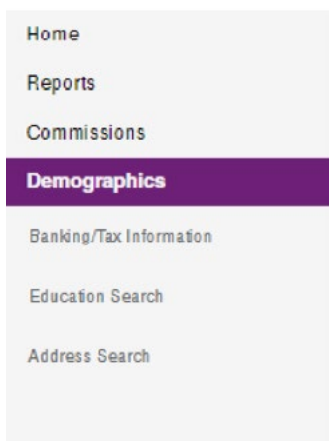 Home
Reports
Commissions
Demographics
Banking/Tax Information
Education Search
Address Search